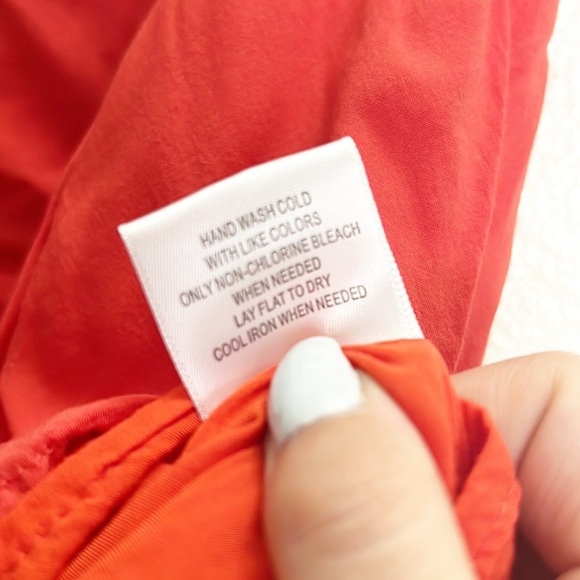 HAND WASH COLD
WITH LIKE COLORS
ONLY NON-CHLORINE BLEACH
WHEN NEEDED
LAY FLAT TO DRY
COOL IRON WHEN NEEDED